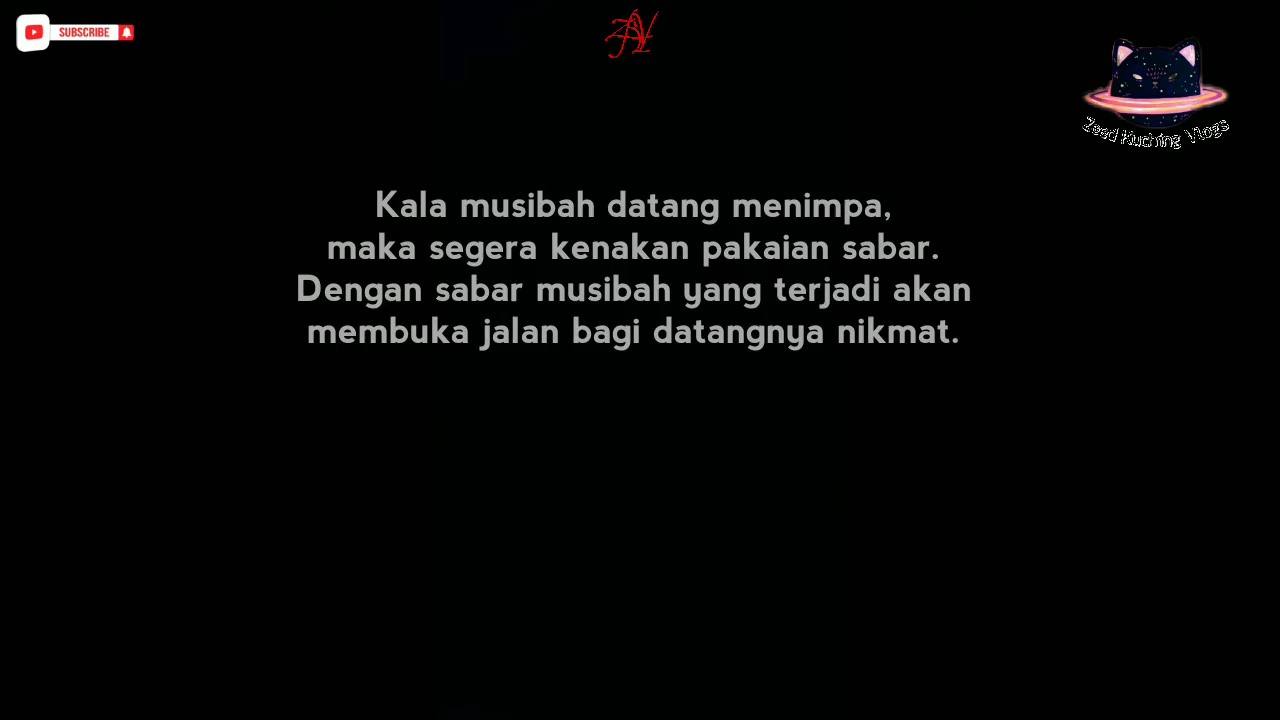 SUBSCRIBE
Zeed Kuching Vlogs
Kala musibah datang menimpa,
maka segera kenakan pakaian sabar.
Dengan sabar musibah yang terjadi akan
membuka jalan bagi datangnya nikmat.